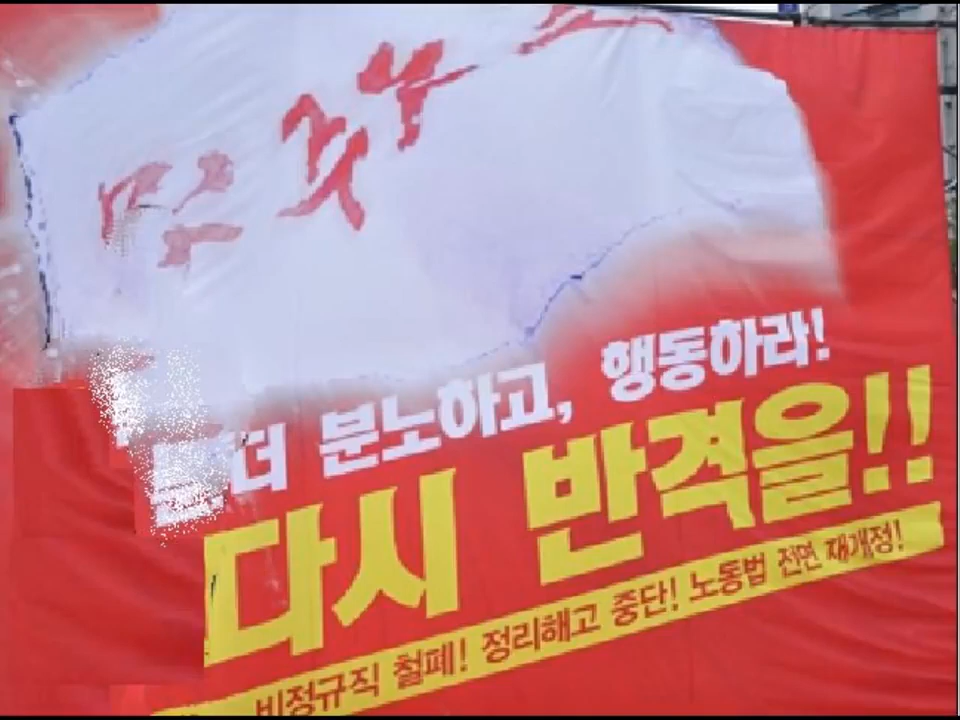 분노하고, 행동하라!
다시 반격을!!
비정규직 철폐! 정리해고 중단! 노동법 전면 재개정!